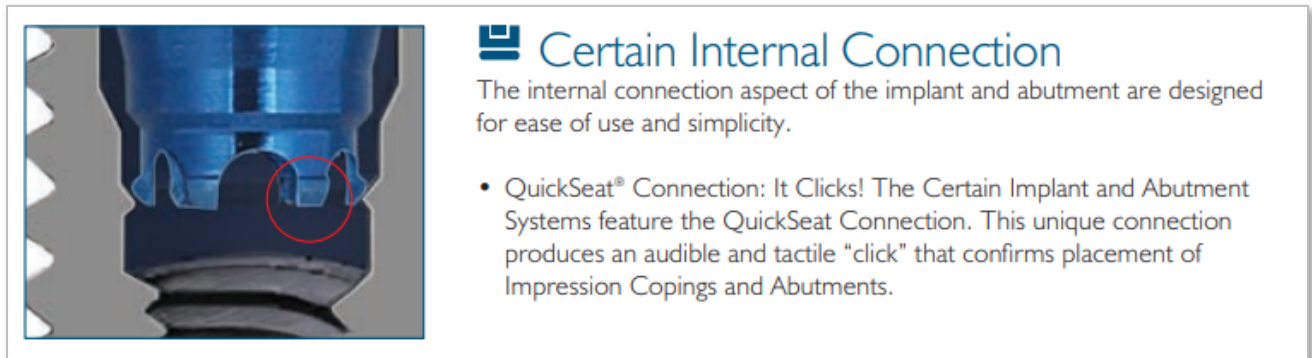 Certain Internal Connection
The internal connection aspect of the implant and abutment are designed
for ease of use and simplicity.
• QuickSeat® Connection: It Clicks! The Certain Implant and Abutment
Systems feature the QuickSeat Connection. This unique connection
produces an audible and tactile “click” that confirms placement of
Impression Copings and Abutments.